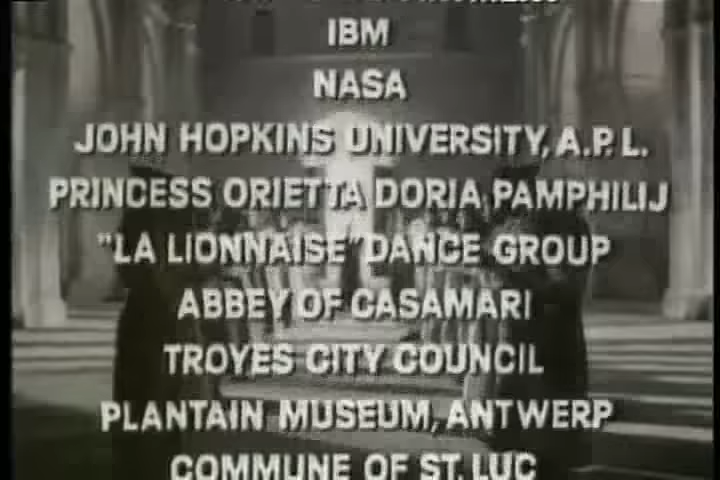 IBM
NASA
JOHN HOPKINS UNIVERSITY, A.P.L.
PRINCESS ORIETTA DORIA PAMPHILIJ
"LA LIONNAISE" DANCE GROUP
ABBEY OF CASAMARI
TROYES CITY COUNCIL
PLANTAIN MUSEUM, ANTWERP
COMMUNE OF ST. LUC